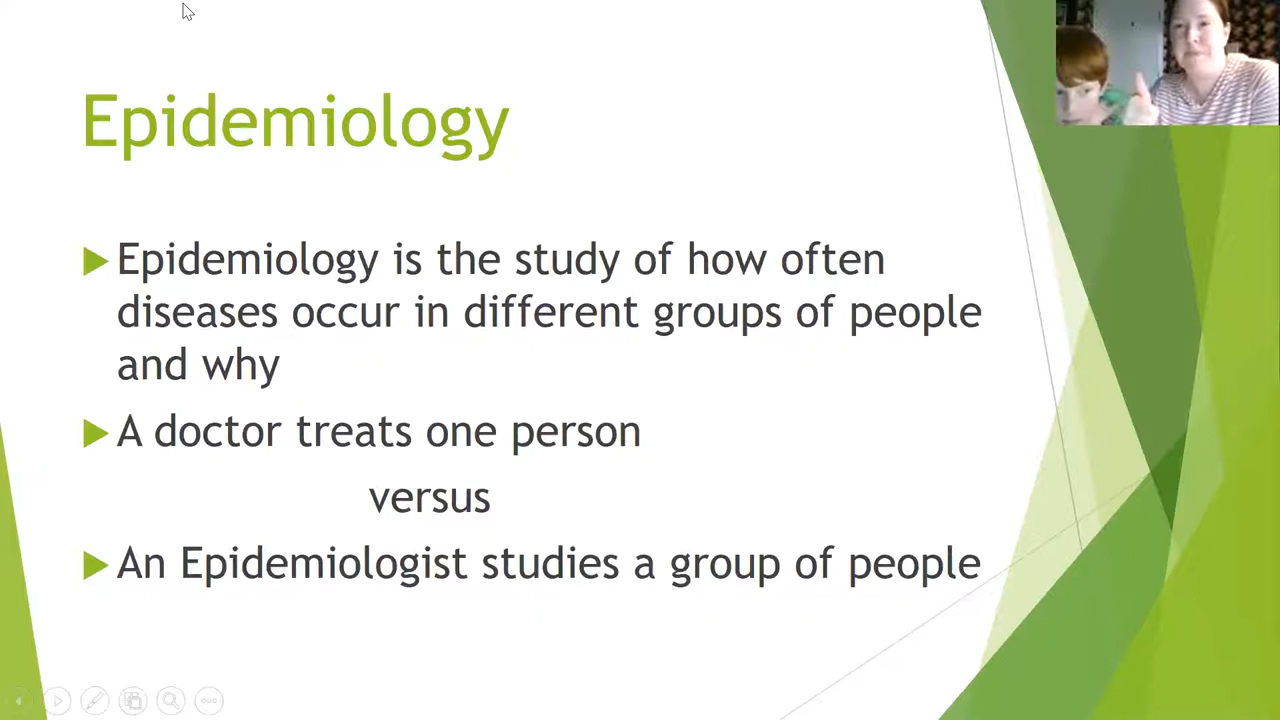 Epidemiology
Epidemiology is the study of how often
diseases occur in different groups of people
and why
A doctor treats one person
versus
An Epidemiologist studies a group of people